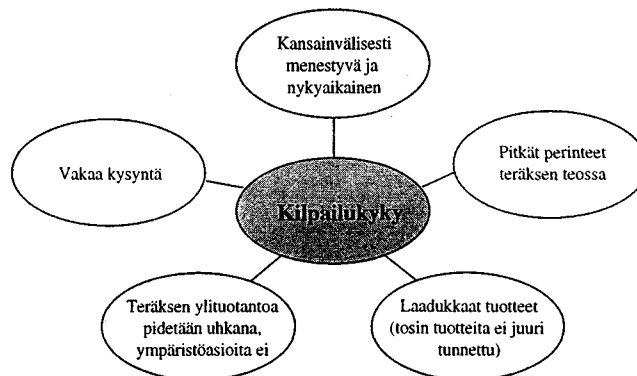 Kansainvälisesti
menestyvä ja
nykyaikainen
Vakaa kysyntä
Pitkät perinteet
teräksen teossa
Kilpailukyky
Teräksen ylituotantoa
pidetään uhkana,
ympäristöasioita ei
Laadukkaat tuotteet
(tosin tuotteita ei juuri
tunnettu)